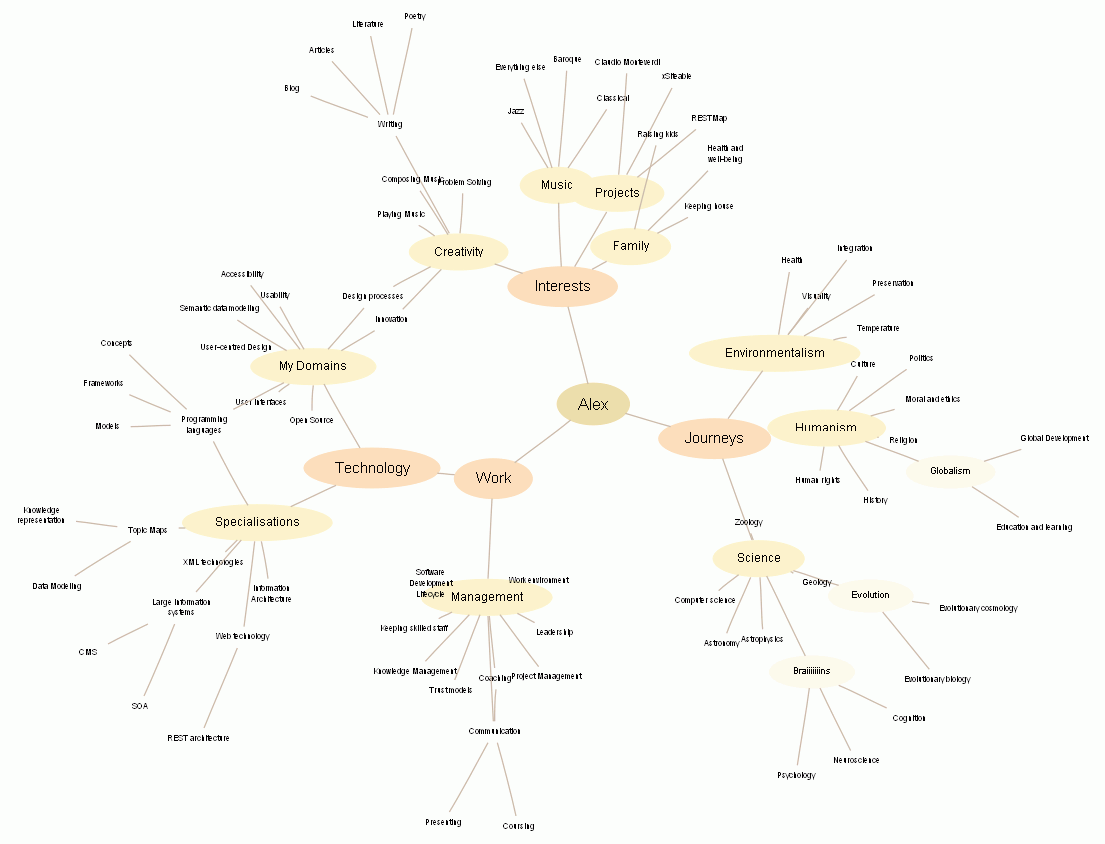 Poetry
Literature
Articles
Blog
Writing
Everything else
Baroque
Claudio Monteverdi
xSiteable
Jazz
Classical
REST Map
Raising kids
Health and
well-being
Composing Music
Problem Solving
Music
Projects
Playing Music
Keeping house
Creativity
Family
Interests
Accessibility
Usability
Design processes
Semantic data modeling
Innovation
Health
Integration
Visuality
Preservation
Temperature
Concepts
User-centred Design
My Domains
Environmentalism
Culture
Politics
Frameworks
User interfaces
Alex
Moral and ethics
Models
Programming
languages
Open Source
Humanism
Journeys
Religion
Global Development
Technology
Work
Globalism
Human rights
History
Knowledge
representation
Topic Maps
Specialisations
Zoology
Education and learning
XML technologies
Science
Data Modeling
Information
Architecture
Software
Development
Lifecycle
Work environment
Management
Geology
Evolution
Computer science
Evolutionary cosmology
Large information
systems
Web technology
Keeping skilled staff
Leadership
Astronomy
Astrophysics
CMS
Knowledge Management
Coaching
Project Management
Trust models
Braiiiiiiins
Evolutionary biology
SOA
REST architecture
Communication
Cognition
Neuroscience
Psychology
Presenting
Coursing